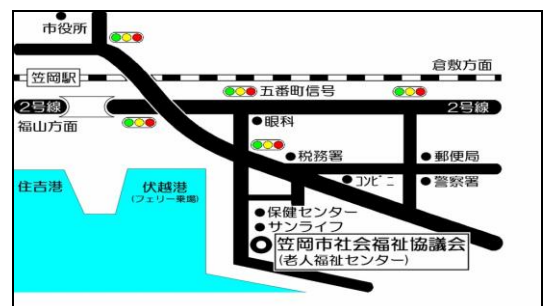 市役所
倉敷方面
笠岡駅
五番町信号
2号線
2号線
福山方面
眼科
税務署
郵便局
住吉港
伏越港
(フェリー乗場)
コンビニ
警察署
保健センター
サンライフ
笠岡市社会福祉協議会
(老人福祉センター)